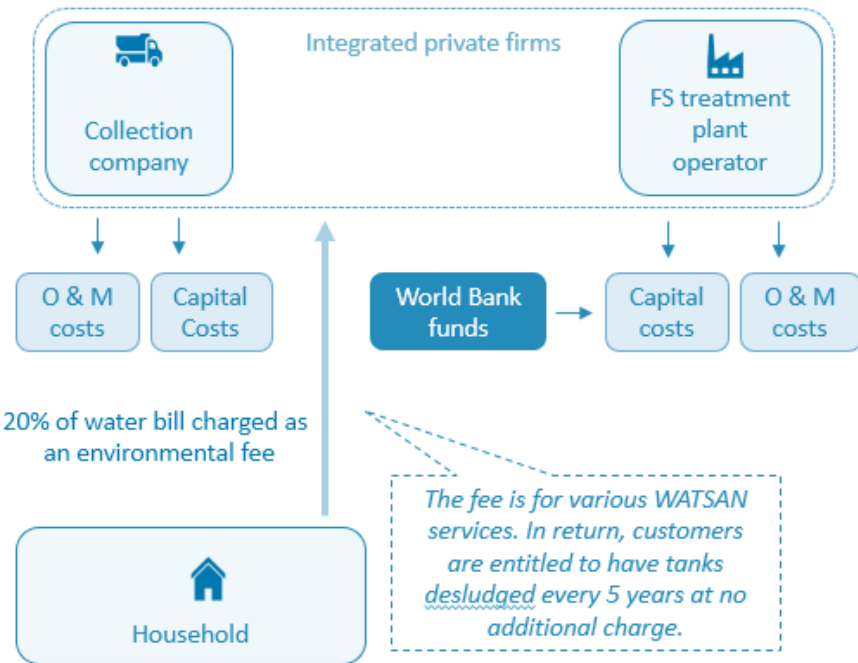 Integrated private firms
Collection
company
FS treatment
plant
operator
O & M
costs
Capital
Costs
World Bank
funds
Capital
costs
O & M
costs
20% of water bill charged as
an environmental fee
The fee is for various WATSAN
services. In return, customers
are entitled to have tanks
desludged every 5 years at no
additional charge.
Household